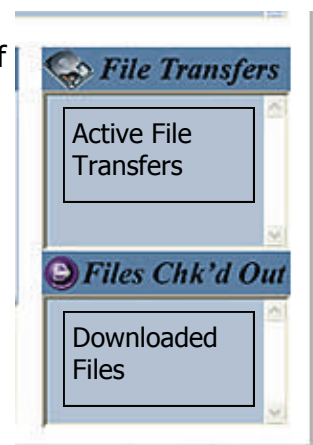 f
File Transfers
Active File
Transfers
Files Chk'd Out
Downloaded
Files